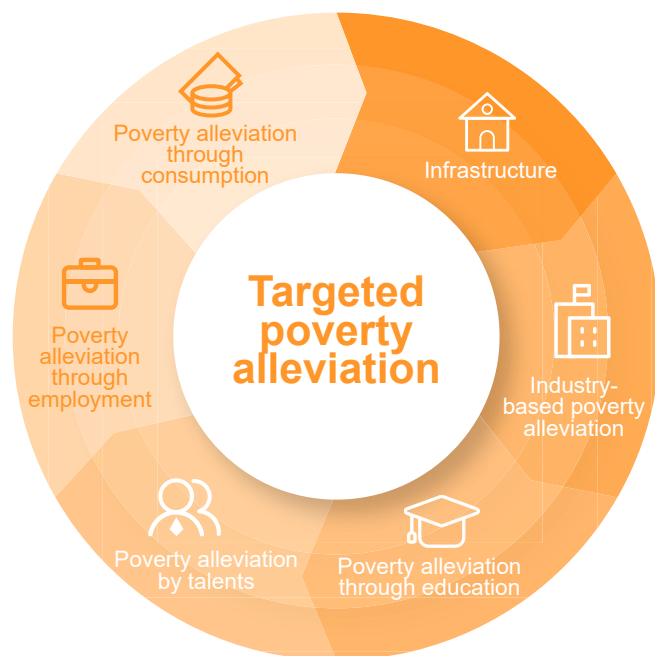 Targeted
poverty
alleviation
Infrastructure
Industry-
based poverty
alleviation
Poverty alleviation
through education
Poverty alleviation
by talents
Poverty
alleviation
through
employment
Poverty alleviation
through
consumption